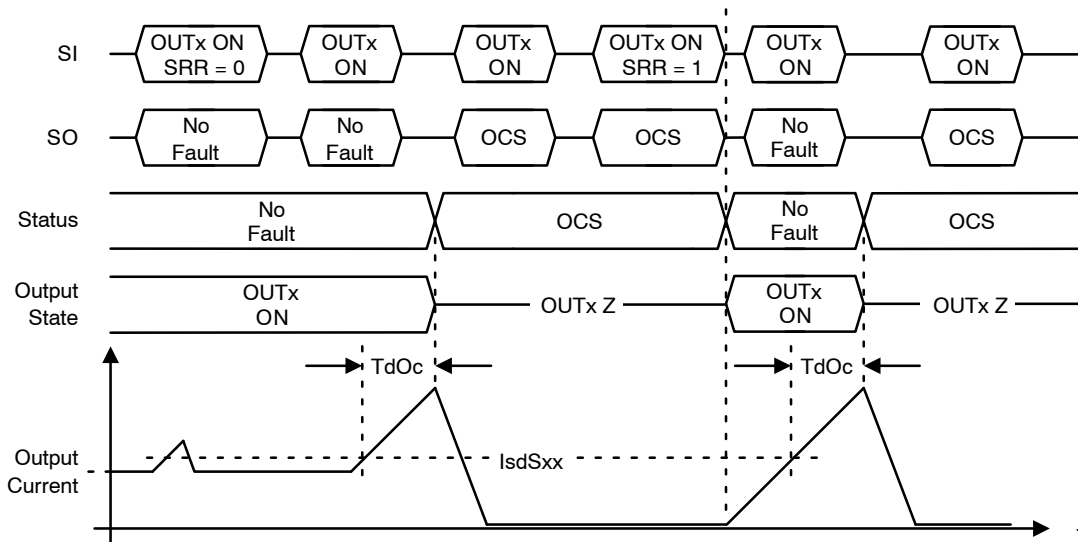 SI
OUTx ON
SRR = 0
OUTx
ON
OUTx
ON
OUTx ON
SRR = 1
OUTx
ON
OUTx
ON
SO
No
Fault
No
Fault
OCS
OCS
No
Fault
OCS
Status
No
Fault
OCS
No
Fault
OCS
Output
State
OUTx
ON
OUTx Z
OUTx
ON
OUTx Z
TdOc
TdOc
Output
Current
IsdSxx